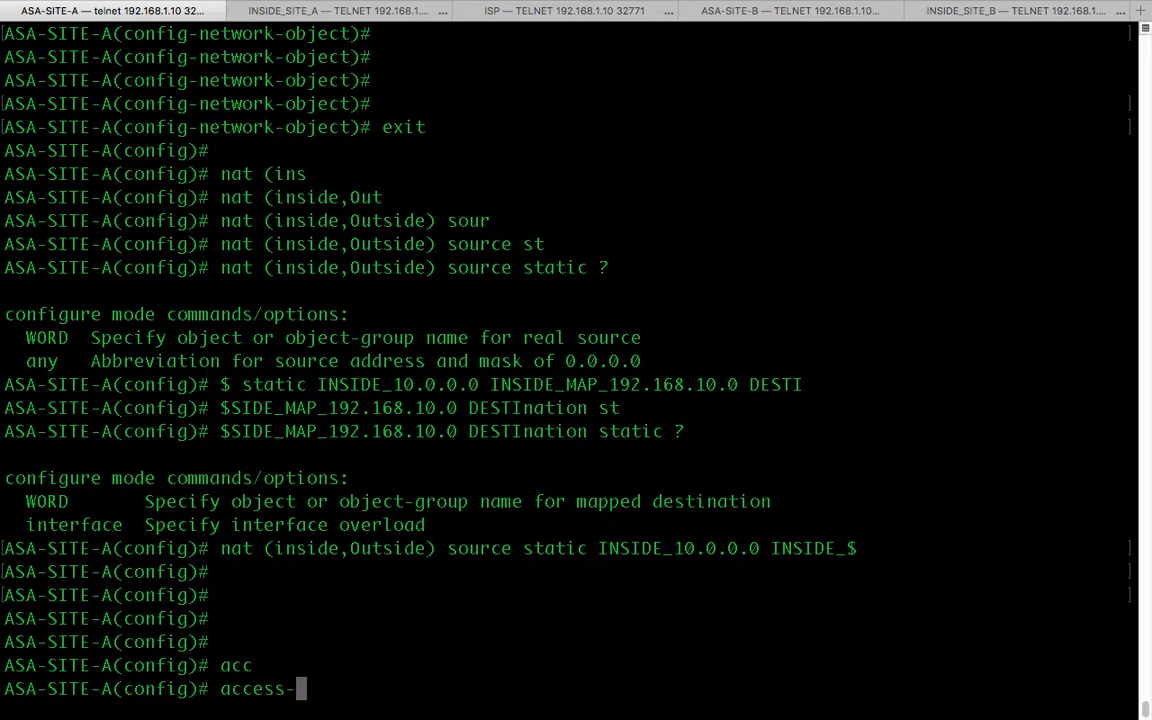 ASA-SITE-A — telnet 192.168.1.10 32... INSIDE_SITE_A — TELNET 192.168.1.... ... ISP — TELNET 192.168.1.10 32771 ... ASA-SITE-B — TELNET 192.168.1.10... INSIDE_SITE_B — TELNET 192.168.1.... ... +
[ASA-SITE-A(config-network-object)# ]
ASA-SITE-A(config-network-object)#
ASA-SITE-A(config-network-object)#
[ASA-SITE-A(config-network-object)# ]
[ASA-SITE-A(config-network-object)# exit ]
ASA-SITE-A(config)#
ASA-SITE-A(config)# nat (ins
ASA-SITE-A(config)# nat (inside,Out
ASA-SITE-A(config)# nat (inside,Outside) sour
ASA-SITE-A(config)# nat (inside,Outside) source st
ASA-SITE-A(config)# nat (inside,Outside) source static ?
configure mode commands/options:
WORD Specify object or object-group name for real source
any Abbreviation for source address and mask of 0.0.0.0
ASA-SITE-A(config)# $ static INSIDE_10.0.0.0 INSIDE_MAP_192.168.10.0 DESTI
ASA-SITE-A(config)# $SIDE_MAP_192.168.10.0 DESTInation st
ASA-SITE-A(config)# $SIDE_MAP_192.168.10.0 DESTInation static ?
configure mode commands/options:
WORD Specify object or object-group name for mapped destination
interface Specify interface overload
[ASA-SITE-A(config)# nat (inside,Outside) source static INSIDE_10.0.0.0 INSIDE_$ ]
[ASA-SITE-A(config)# ]
[ASA-SITE-A(config)# ]
ASA-SITE-A(config)#
ASA-SITE-A(config)#
ASA-SITE-A(config)# acc
ASA-SITE-A(config)# access-